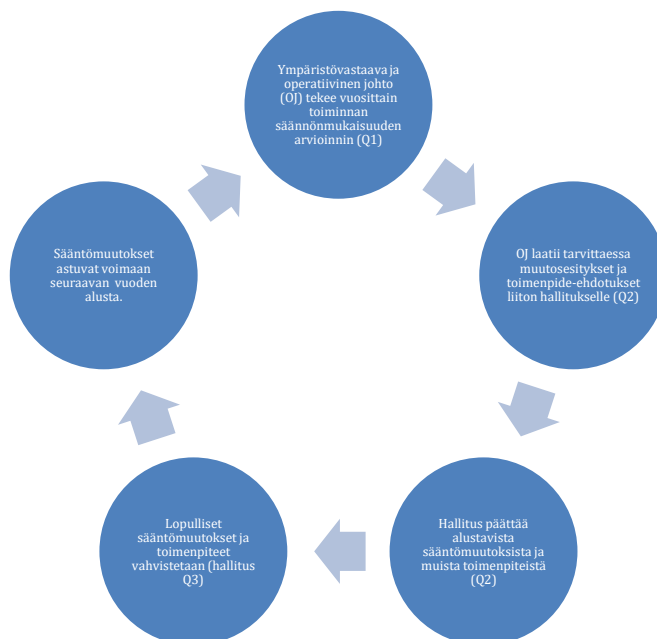 Ympäristövastaava ja
operatiivinen johto
(OJ) tekee vuosittain
toiminnan
säännönmukaisuuden
arvioinnin (Q1)
OJ laatii tarvittaessa
muutosesitykset ja
toimenpide-ehdotukset
liiton hallitukselle (Q2)
Hallitus päättää
alustavista
sääntömuutoksista ja
muista toimenpiteistä
(Q2)
Lopulliset
sääntömuutokset ja
toimenpiteet
vahvistetaan (hallitus
Q3)
Sääntömuutokset
astuvat voimaan
seuraavan vuoden
alusta.